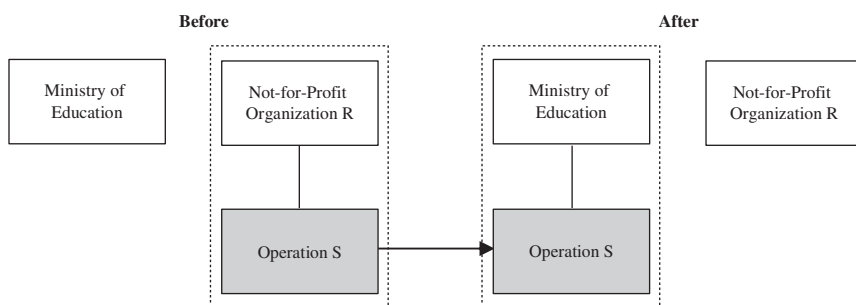 Before
After
Ministry of
Education
Not-for-Profit
Organization R
Ministry of
Education
Not-for-Profit
Organization R
Operation S
Operation S